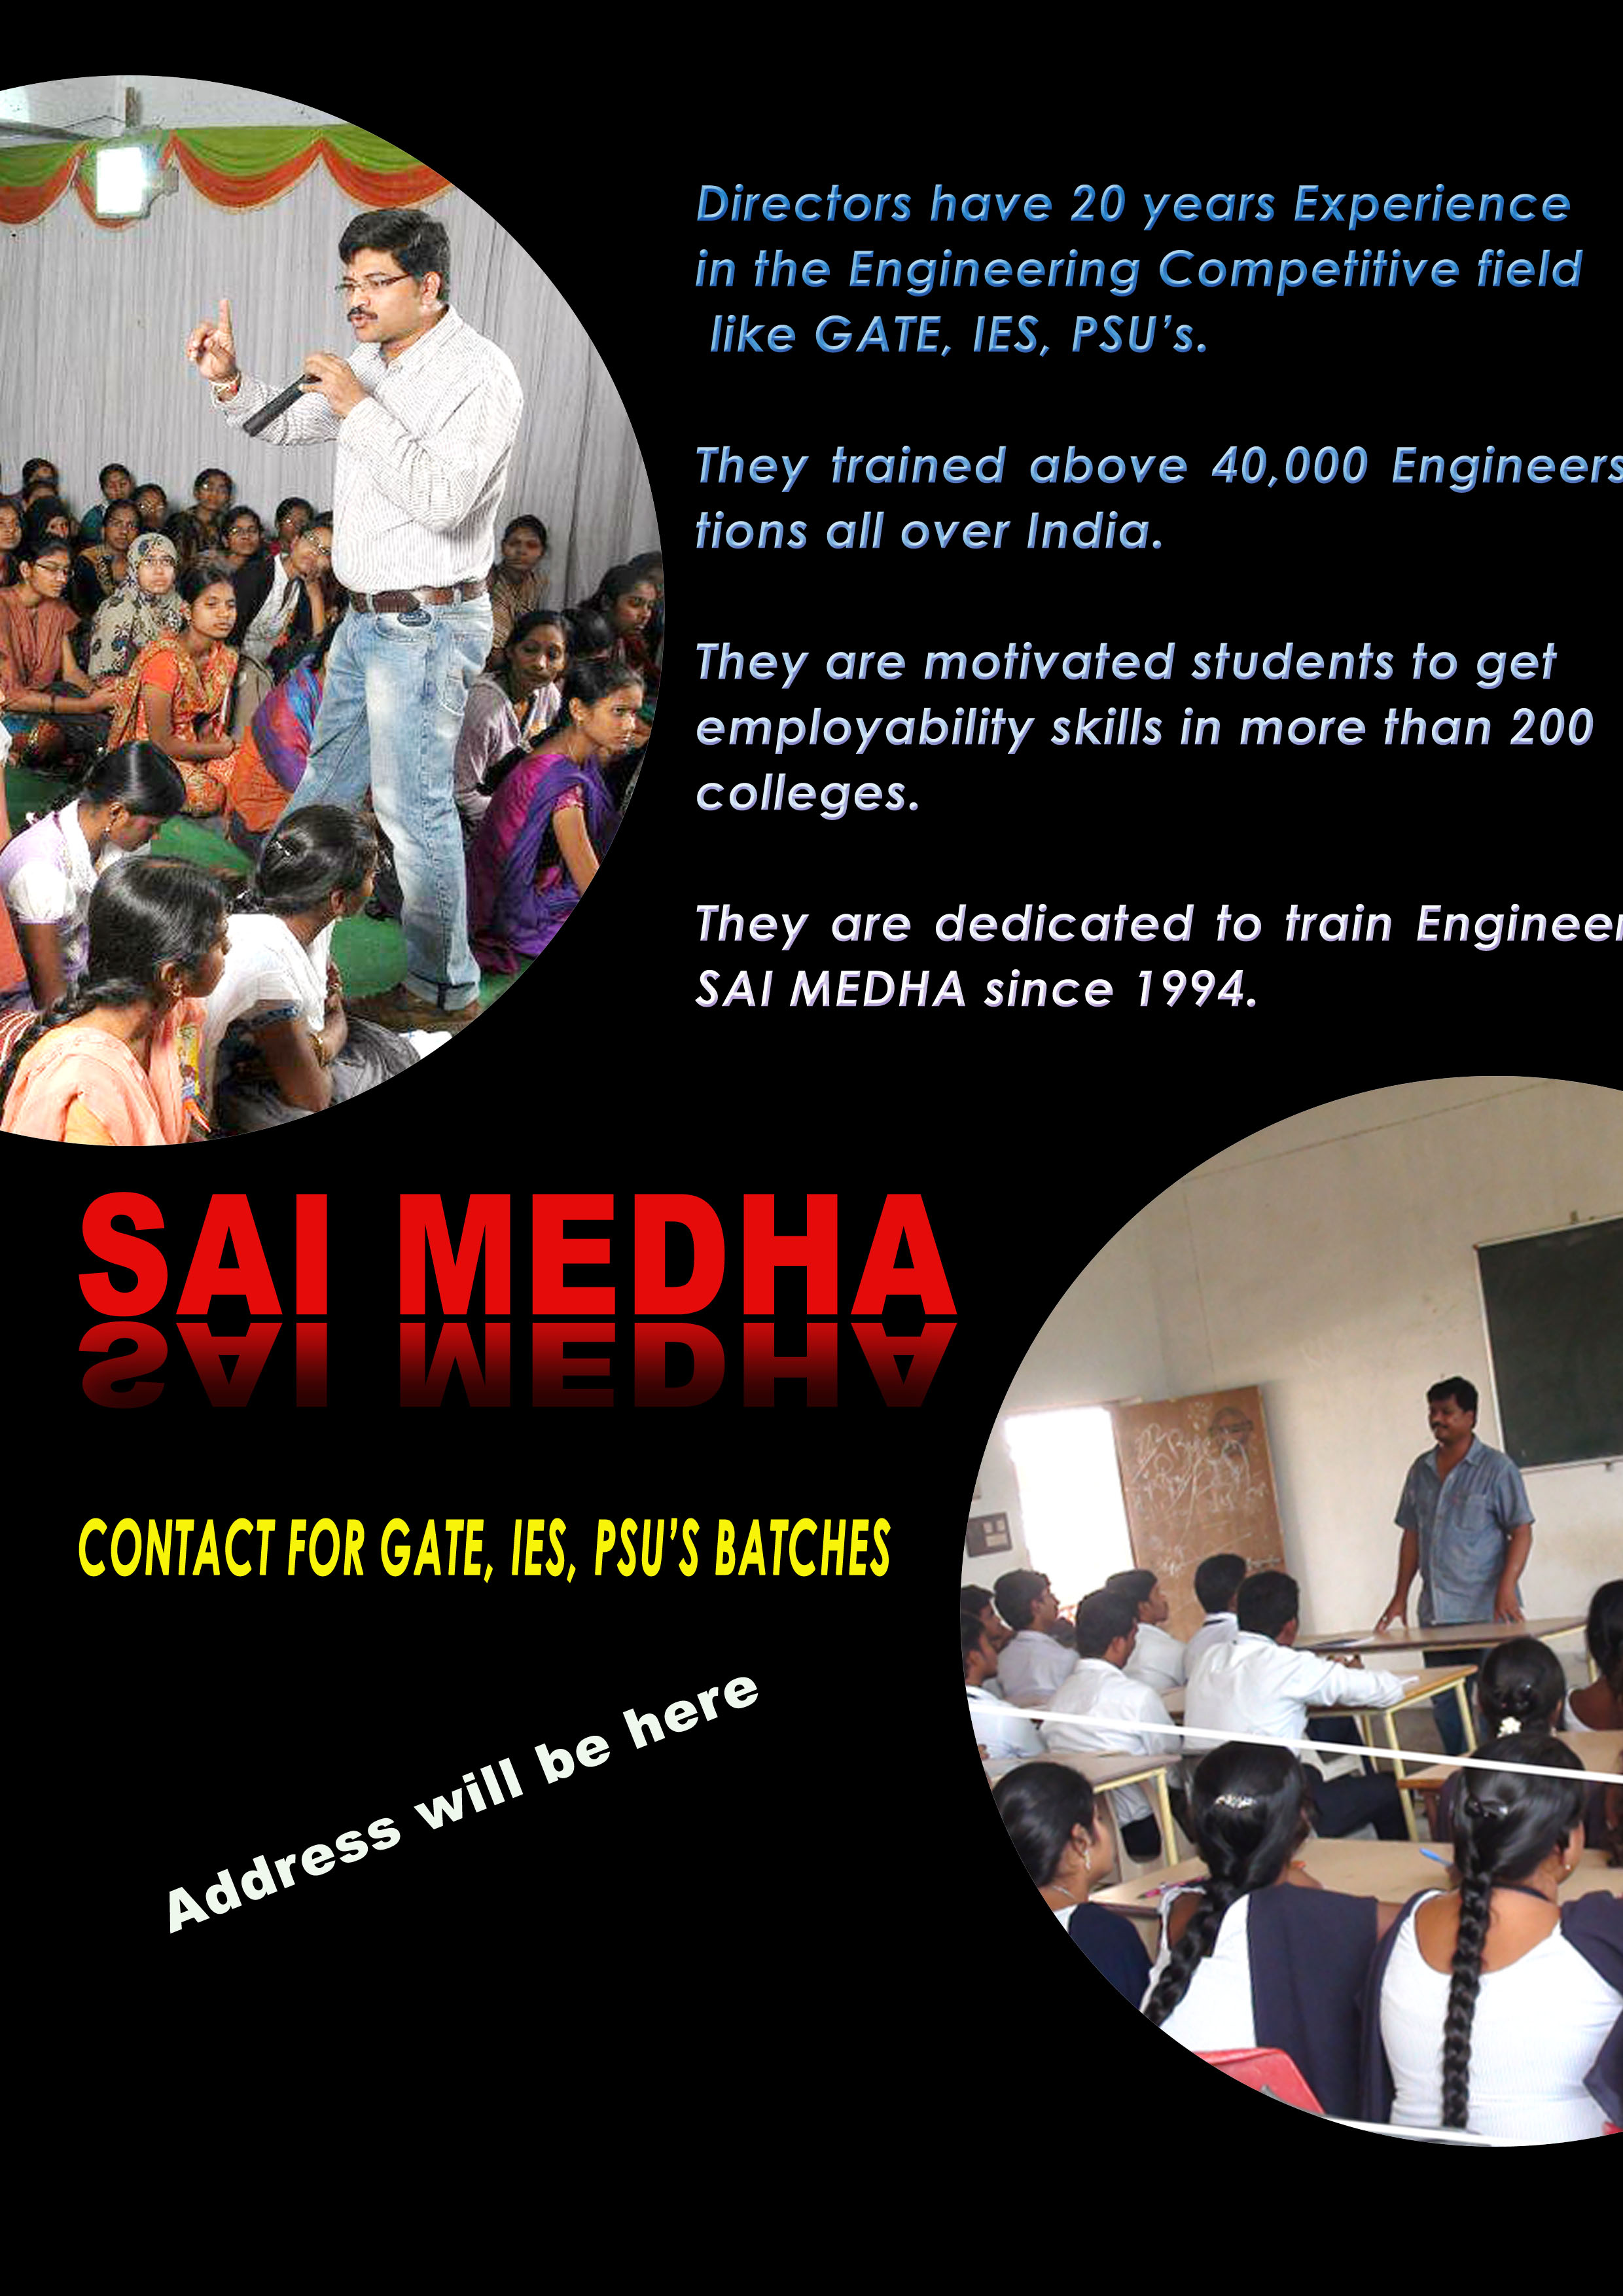 Directors have 20 years Experience
in the Engineering Competitive field
like GATE, IES, PSU’s.
They trained above 40,000 Engineers
tions all over India.
They are motivated students to get
employability skills in more than 200
colleges.
They are dedicated to train Engineer
SAI MEDHA since 1994.
SAI MEDHA
CONTACT FOR GATE, IES, PSU’S BATCHES
Address will be here